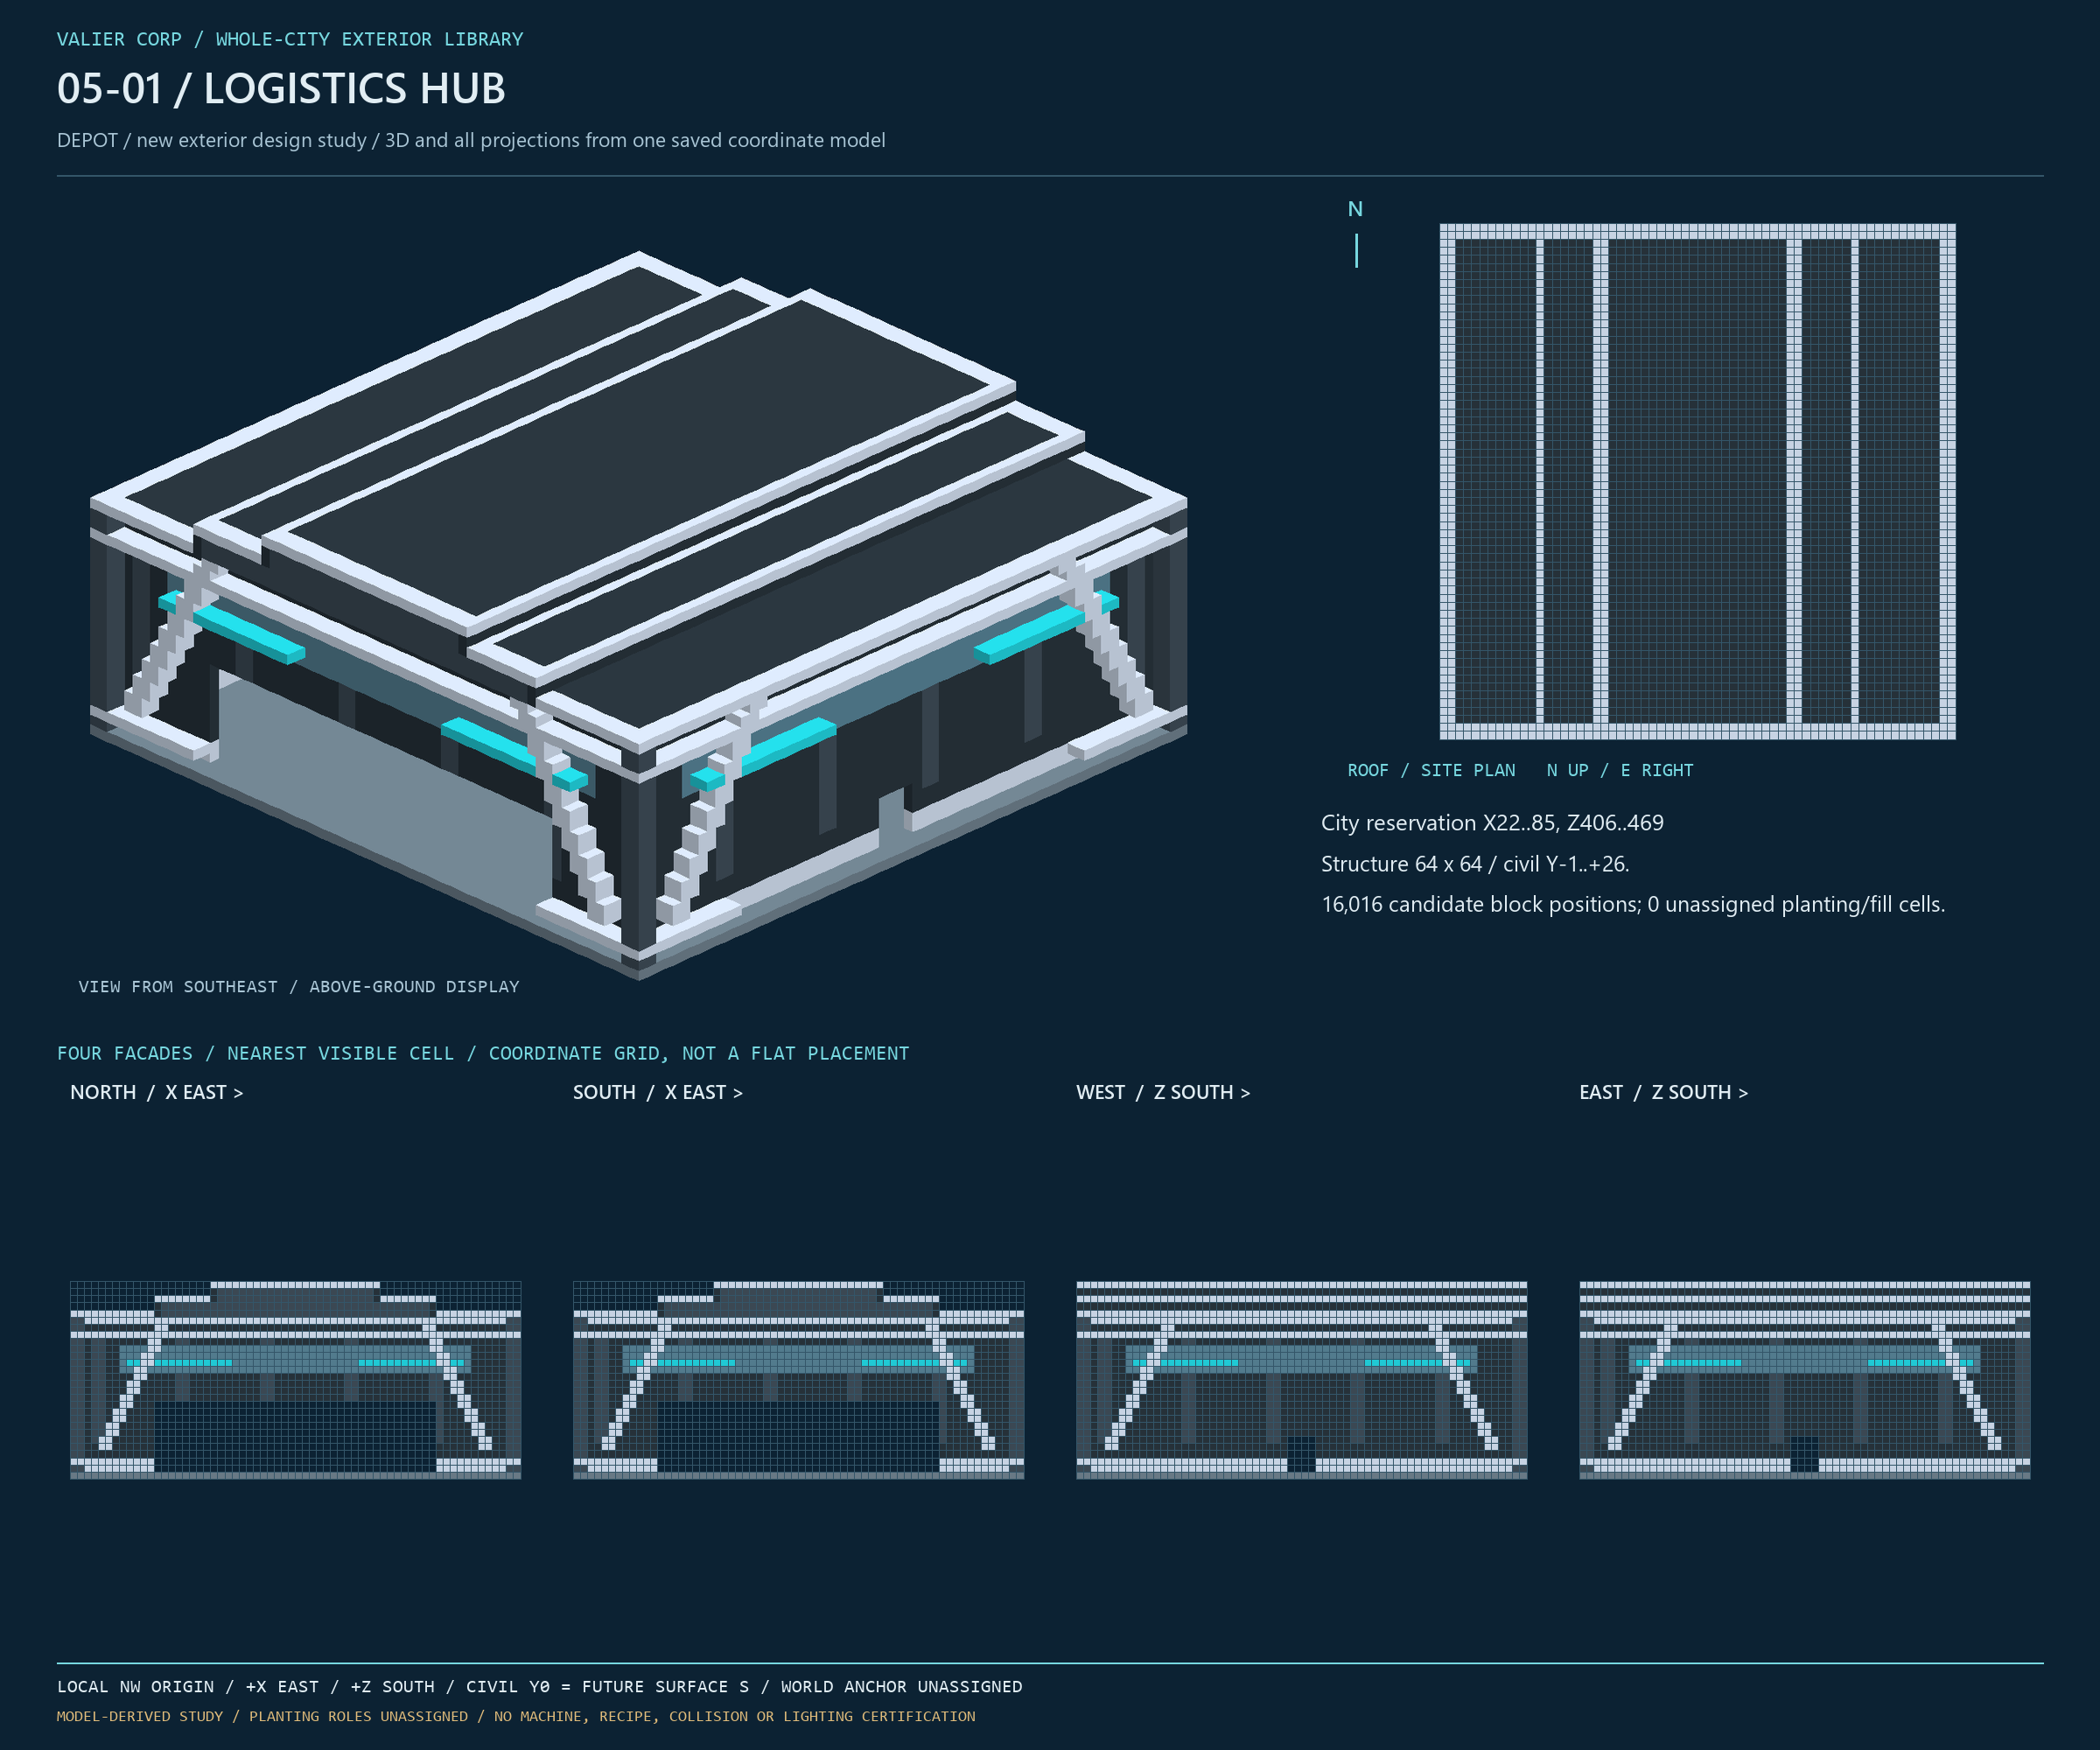 VALIER CORP / WHOLE-CITY EXTERIOR LIBRARY
05-01 / LOGISTICS HUB
DEPOT / new exterior design study / 3D and all projections from one saved coordinate model
N
ROOF / SITE PLAN   N UP / E RIGHT
City reservation X22..85, Z406..469
Structure 64 x 64 / civil Y-1..+26.
16,016 candidate block positions; 0 unassigned planting/fill cells.
VIEW FROM SOUTHEAST / ABOVE-GROUND DISPLAY
FOUR FACADES / NEAREST VISIBLE CELL / COORDINATE GRID, NOT A FLAT PLACEMENT
NORTH / X EAST >
SOUTH / X EAST >
WEST / Z SOUTH >
EAST / Z SOUTH >
LOCAL NW ORIGIN / +X EAST / +Z SOUTH / CIVIL Y0 = FUTURE SURFACE S / WORLD ANCHOR UNASSIGNED
MODEL-DERIVED STUDY / PLANTING ROLES UNASSIGNED / NO MACHINE, RECIPE, COLLISION OR LIGHTING CERTIFICATION